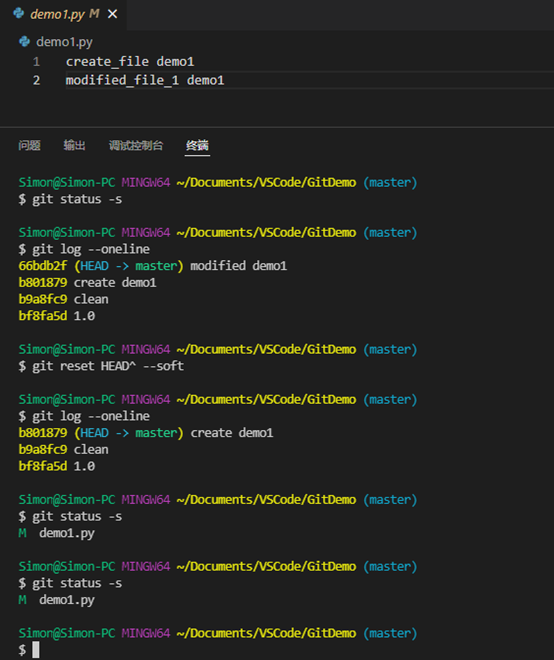 demo1.py M
demo1.py
1 create_file demo1
2 modified_file_1 demo1
问题 输出 调试控制台 终端
Simon@Simon-PC MINGW64 ~/Documents/VSCode/GitDemo (master)
$ git status -s
Simon@Simon-PC MINGW64 ~/Documents/VSCode/GitDemo (master)
$ git log --oneline
66bdb2f (HEAD -> master) modified demo1
b801879 create demo1
b9a8fc9 clean
bf8fa5d 1.0
Simon@Simon-PC MINGW64 ~/Documents/VSCode/GitDemo (master)
$ git reset HEAD^ --soft
Simon@Simon-PC MINGW64 ~/Documents/VSCode/GitDemo (master)
$ git log --oneline
b801879 (HEAD -> master) create demo1
b9a8fc9 clean
bf8fa5d 1.0
Simon@Simon-PC MINGW64 ~/Documents/VSCode/GitDemo (master)
$ git status -s
M  demo1.py
Simon@Simon-PC MINGW64 ~/Documents/VSCode/GitDemo (master)
$ git status -s
M  demo1.py
Simon@Simon-PC MINGW64 ~/Documents/VSCode/GitDemo (master)
$